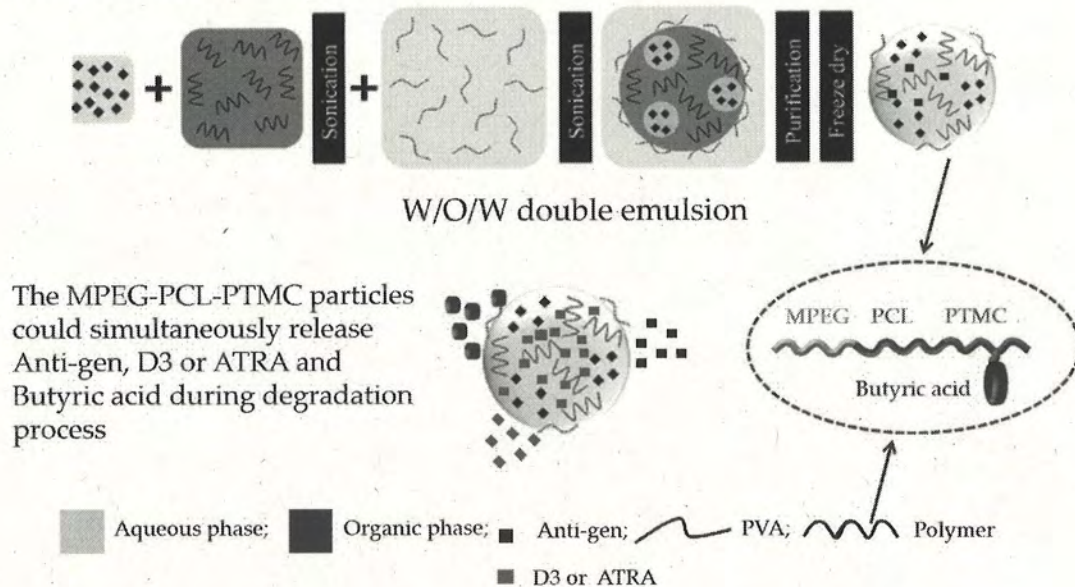 Sonication
Sonication
Purification
Freeze dry
W/O/W double emulsion
The MPEG-PCL-PTMC particles
could simultaneously release
Anti-gen, D3 or ATRA and
Butyric acid during degradation
process
MPEG PCL PTMC
Butyric acid
Aqueous phase; Organic phase; Anti-gen; PVA; Polymer
D3 or ATRA